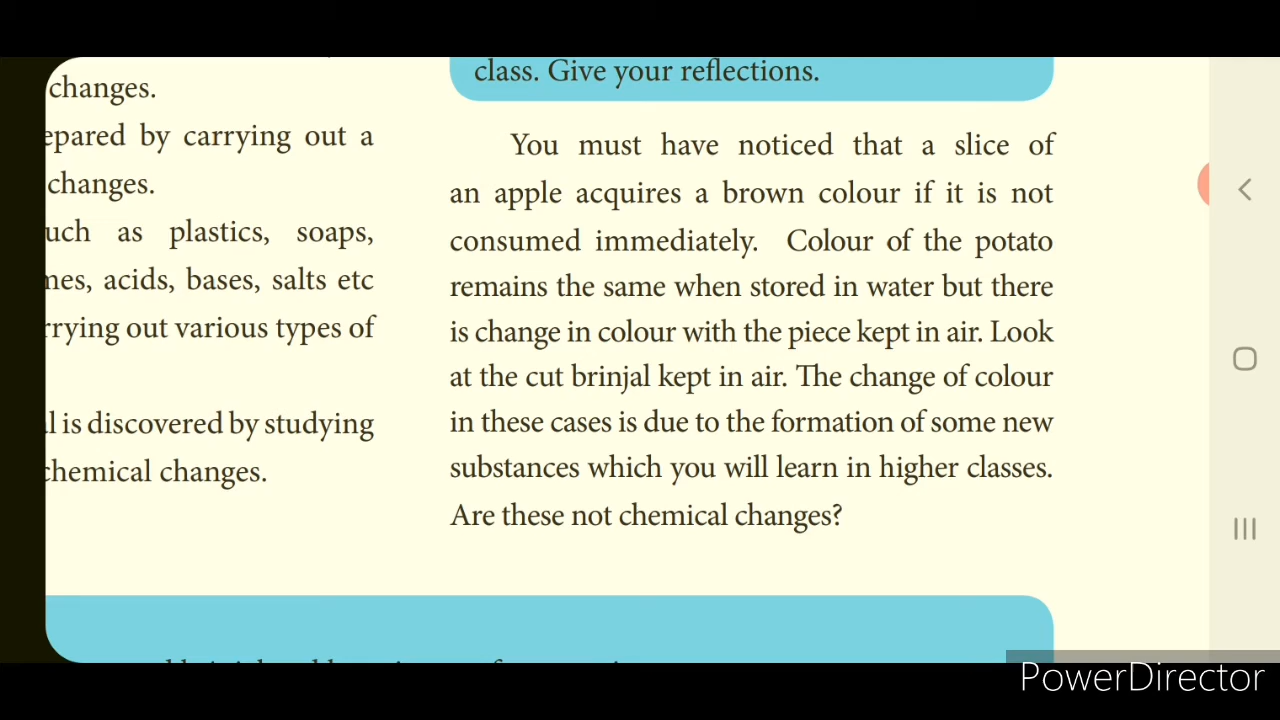 changes.
by carrying out a
changes.
as plastics, soaps,
acids, bases, salts etc
out various types of
is discovered by studying
chemical changes.
class. Give your reflections.
You must have noticed that a slice of
an apple acquires a brown colour if it is not
consumed immediately. Colour of the potato
remains the same when stored in water but there
is change in colour with the piece kept in air. Look
at the cut brinjal kept in air. The change of colour
in these cases is due to the formation of some new
substances which you will learn in higher classes.
Are these not chemical changes?
PowerDirector